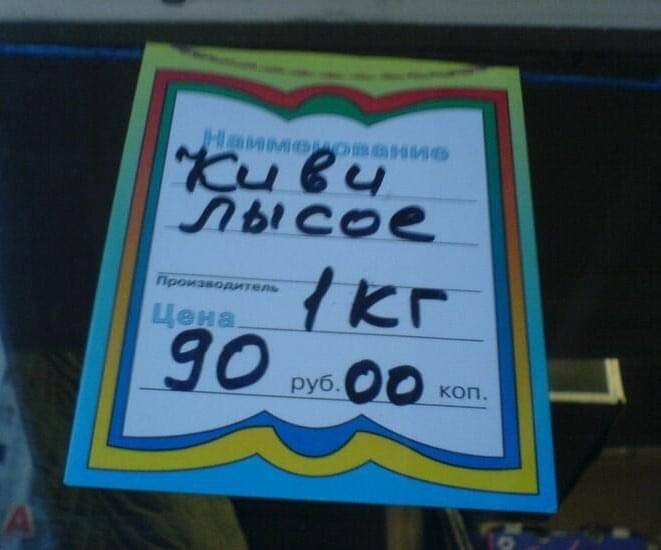 Наименование
Киви
лысое
Производитель
1 кг
Цена
90 руб. 00 коп.
А